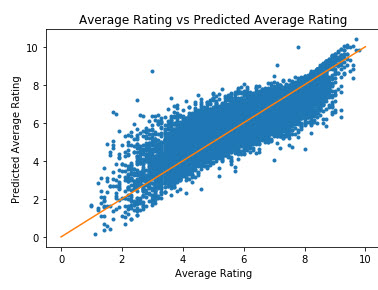 Average Rating vs Predicted Average Rating
10
8
6
4
2
0
Predicted Average Rating
0 2 4 6 8 10
Average Rating